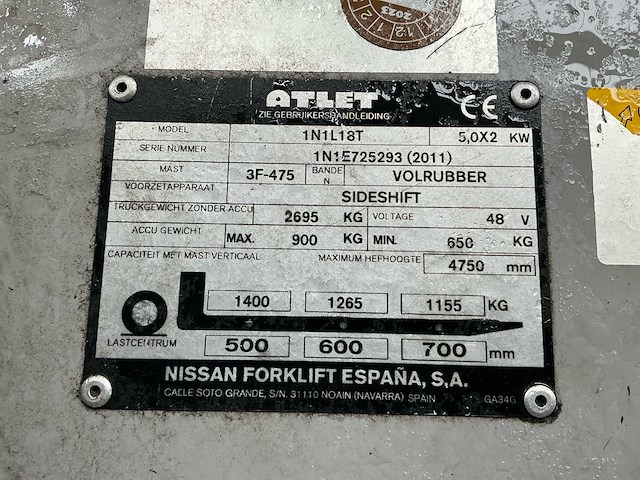 2023
ATLET
ZIE GEBRUIKERSHANDLEIDING
CE
MODEL 1N1L18T 5,0X2 KW
SERIE NUMMER 1N1E725293 (2011)
MAST 3F-475 BANDEN VOLRUBBER
VOORZETAPPARAAT SIDESHIFT
TRUCKGEWICHT ZONDER ACCU 2695 KG VOLTAGE 48 V
ACCU GEWICHT MAX. 900 KG MIN. 650 KG
CAPACITEIT MET MAST VERTICAAL MAXIMUM HEFHOOGTE 4750 mm
1400 1265 1155 KG
LASTCENTRUM 500 600 700 mm
NISSAN FORKLIFT ESPAÑA, S,A.
CALLE SOTO GRANDE, S/N. 31110 NOAIN (NAVARRA) SPAIN GA34G